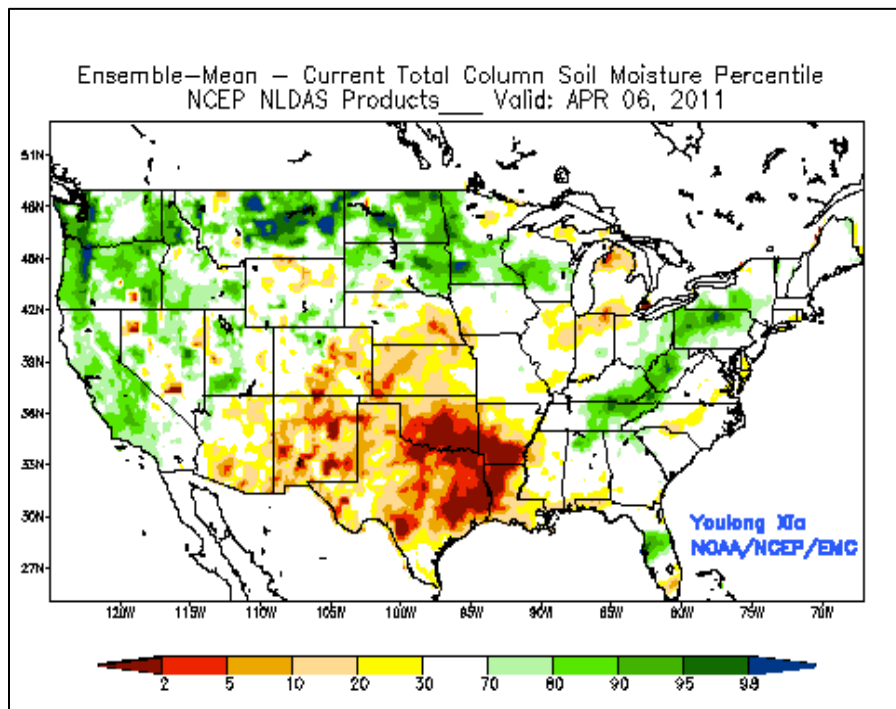 Ensemble-Mean - Current Total Column Soil Moisture Percentile
NCEP NLDAS Products___ Valid: APR 06, 2011
51N
48N
45N
42N
39N
36N
33N
30N
27N
Youlong Xia
NOAA/NCEP/EMC
120W 115W 110W 105W 100W 95W 90W 85W 80W 75W 70W
2 5 10 20 30 70 80 90 95 98